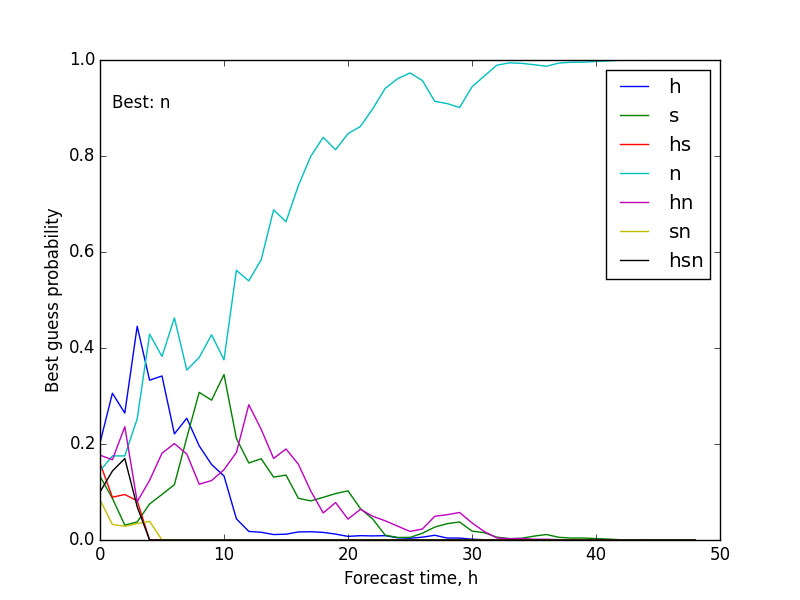 1.0
0.8
0.6
0.4
0.2
0.0
Best guess probability
Best: n
h
s
hs
n
hn
sn
hsn
0 10 20 30 40 50
Forecast time, h